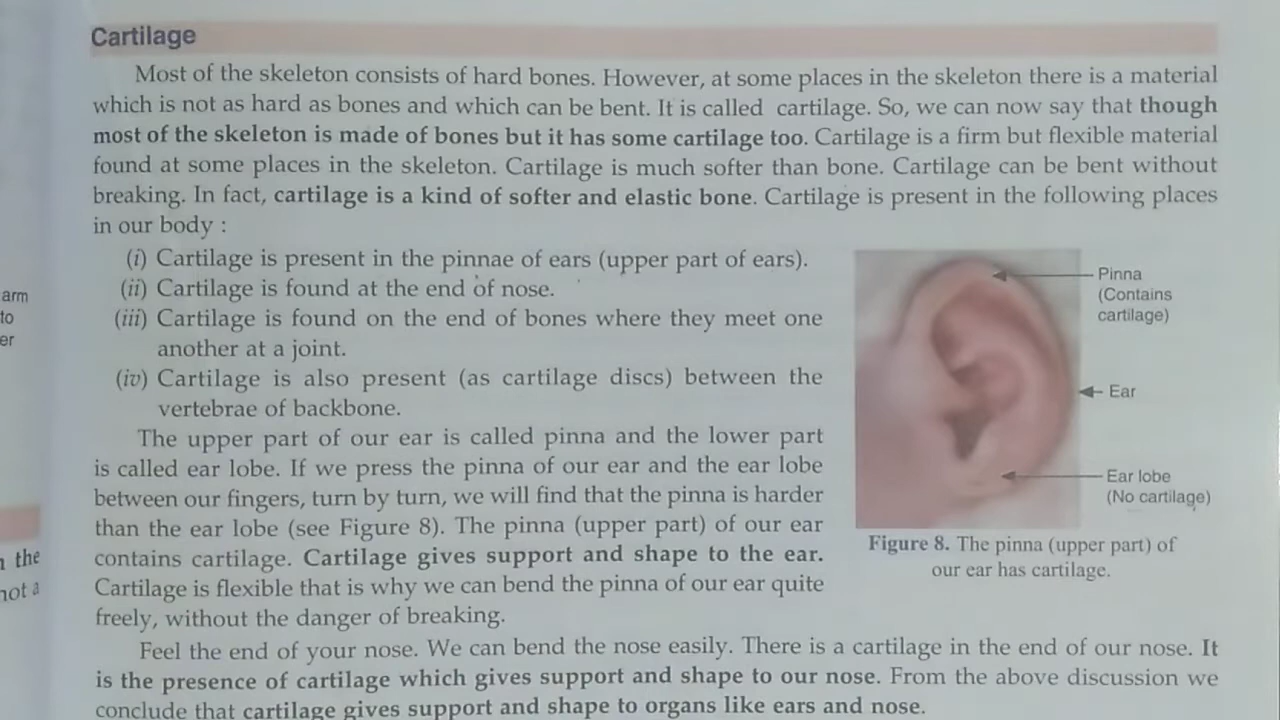 Cartilage
Most of the skeleton consists of hard bones. However, at some places in the skeleton there is a material
which is not as hard as bones and which can be bent. It is called cartilage. So, we can now say that though
most of the skeleton is made of bones but it has some cartilage too. Cartilage is a firm but flexible material
found at some places in the skeleton. Cartilage is much softer than bone. Cartilage can be bent without
breaking. In fact, cartilage is a kind of softer and elastic bone. Cartilage is present in the following places
in our body :
(i) Cartilage is present in the pinnae of ears (upper part of ears).
(ii) Cartilage is found at the end of nose.
(iii) Cartilage is found on the end of bones where they meet one
another at a joint.
(iv) Cartilage is also present (as cartilage discs) between the
vertebrae of backbone.
The upper part of our ear is called pinna and the lower part
is called ear lobe. If we press the pinna of our ear and the ear lobe
between our fingers, turn by turn, we will find that the pinna is harder
than the ear lobe (see Figure 8). The pinna (upper part) of our ear
contains cartilage. Cartilage gives support and shape to the ear.
Cartilage is flexible that is why we can bend the pinna of our ear quite
freely, without the danger of breaking.
Pinna
(Contains
cartilage)
Ear
Ear lobe
(No cartilage)
Figure 8. The pinna (upper part) of
our ear has cartilage.
Feel the end of your nose. We can bend the nose easily. There is a cartilage in the end of our nose. It
is the presence of cartilage which gives support and shape to our nose. From the above discussion we
conclude that cartilage gives support and shape to organs like ears and nose.
arm
to
er
the
not a